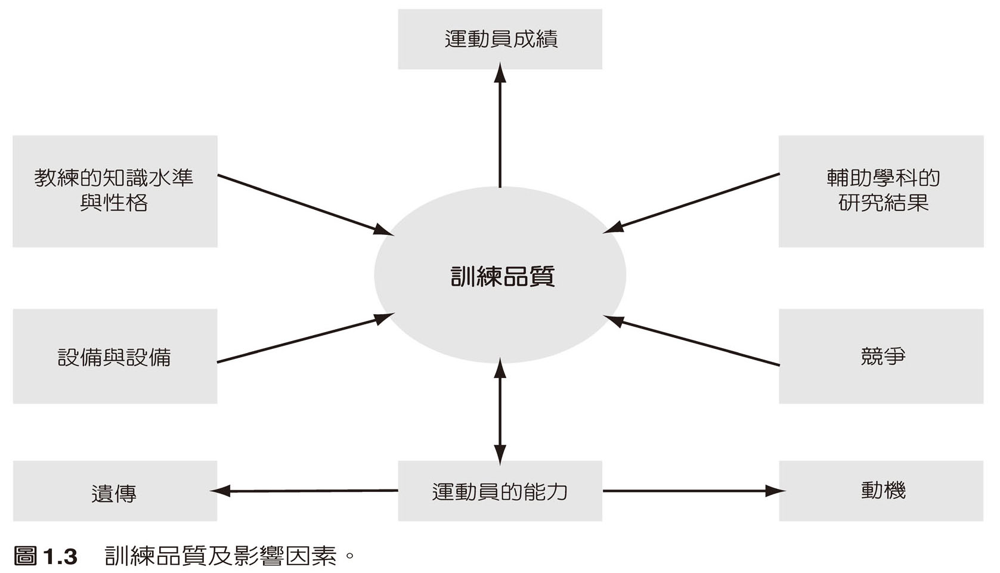 運動員成績
教練的知識水準
與性格
輔助學科的
研究結果
訓練品質
設備與設備
競爭
遺傳
運動員的能力
動機
圖1.3 訓練品質及影響因素。